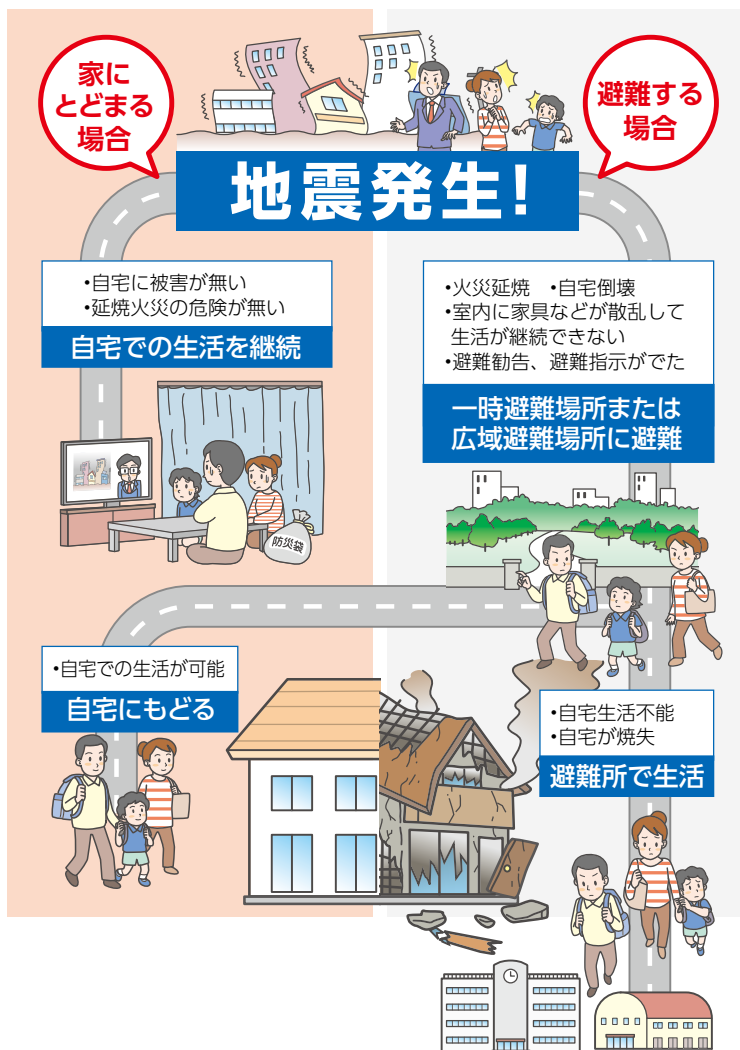 家に
とどまる
場合
避難する
場合
地震発生!
・自宅に被害が無い
・延焼火災の危険が無い
自宅での生活を継続
・火災延焼 ・自宅倒壊
・室内に家具などが散乱して
生活が継続できない
・避難勧告、避難指示がでた
一時避難場所または
広域避難場所に避難
防災袋
・自宅での生活が可能
自宅にもどる
・自宅生活不能
・自宅が焼失
避難所で生活